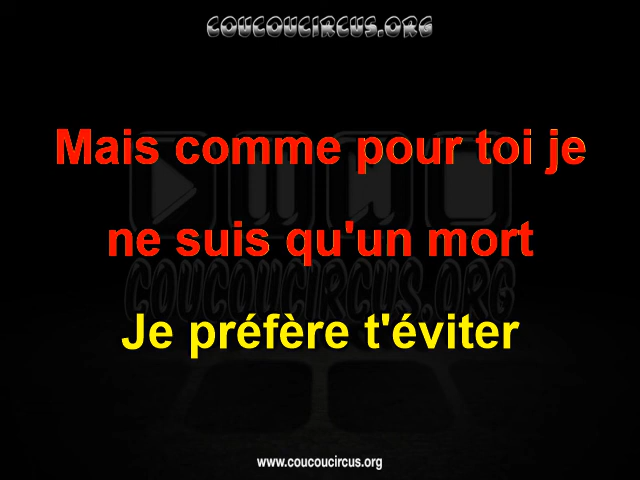 COUCOUCIRCUS.ORG
Mais comme pour toi je
ne suis qu'un mort
COUCOUCIRCUS.ORG
Je préfère t'éviter
www.coucoucircus.org